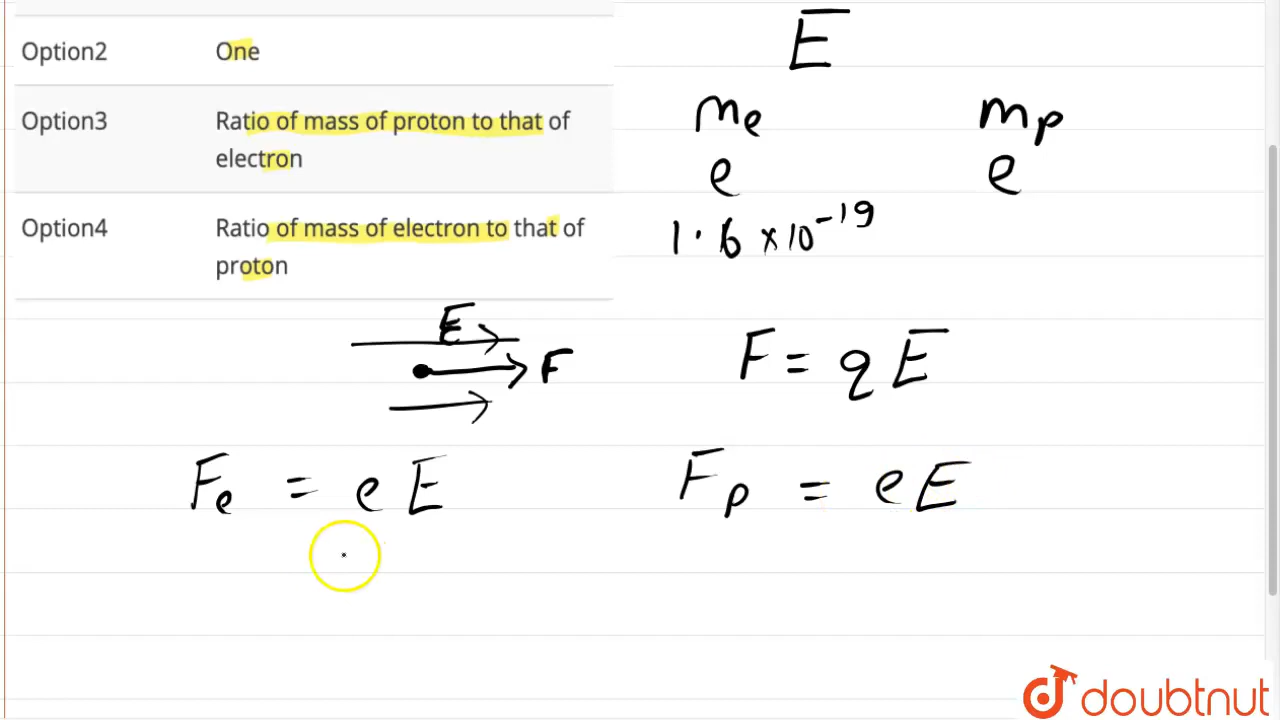 Option2 One
Option3 Ratio of mass of proton to that of
electron
Option4 Ratio of mass of electron to that of
proton
E
me mp
e e
1.6 × 10⁻¹⁹
E
F
F = qE
Fe = eE Fp = eE
doubtnut